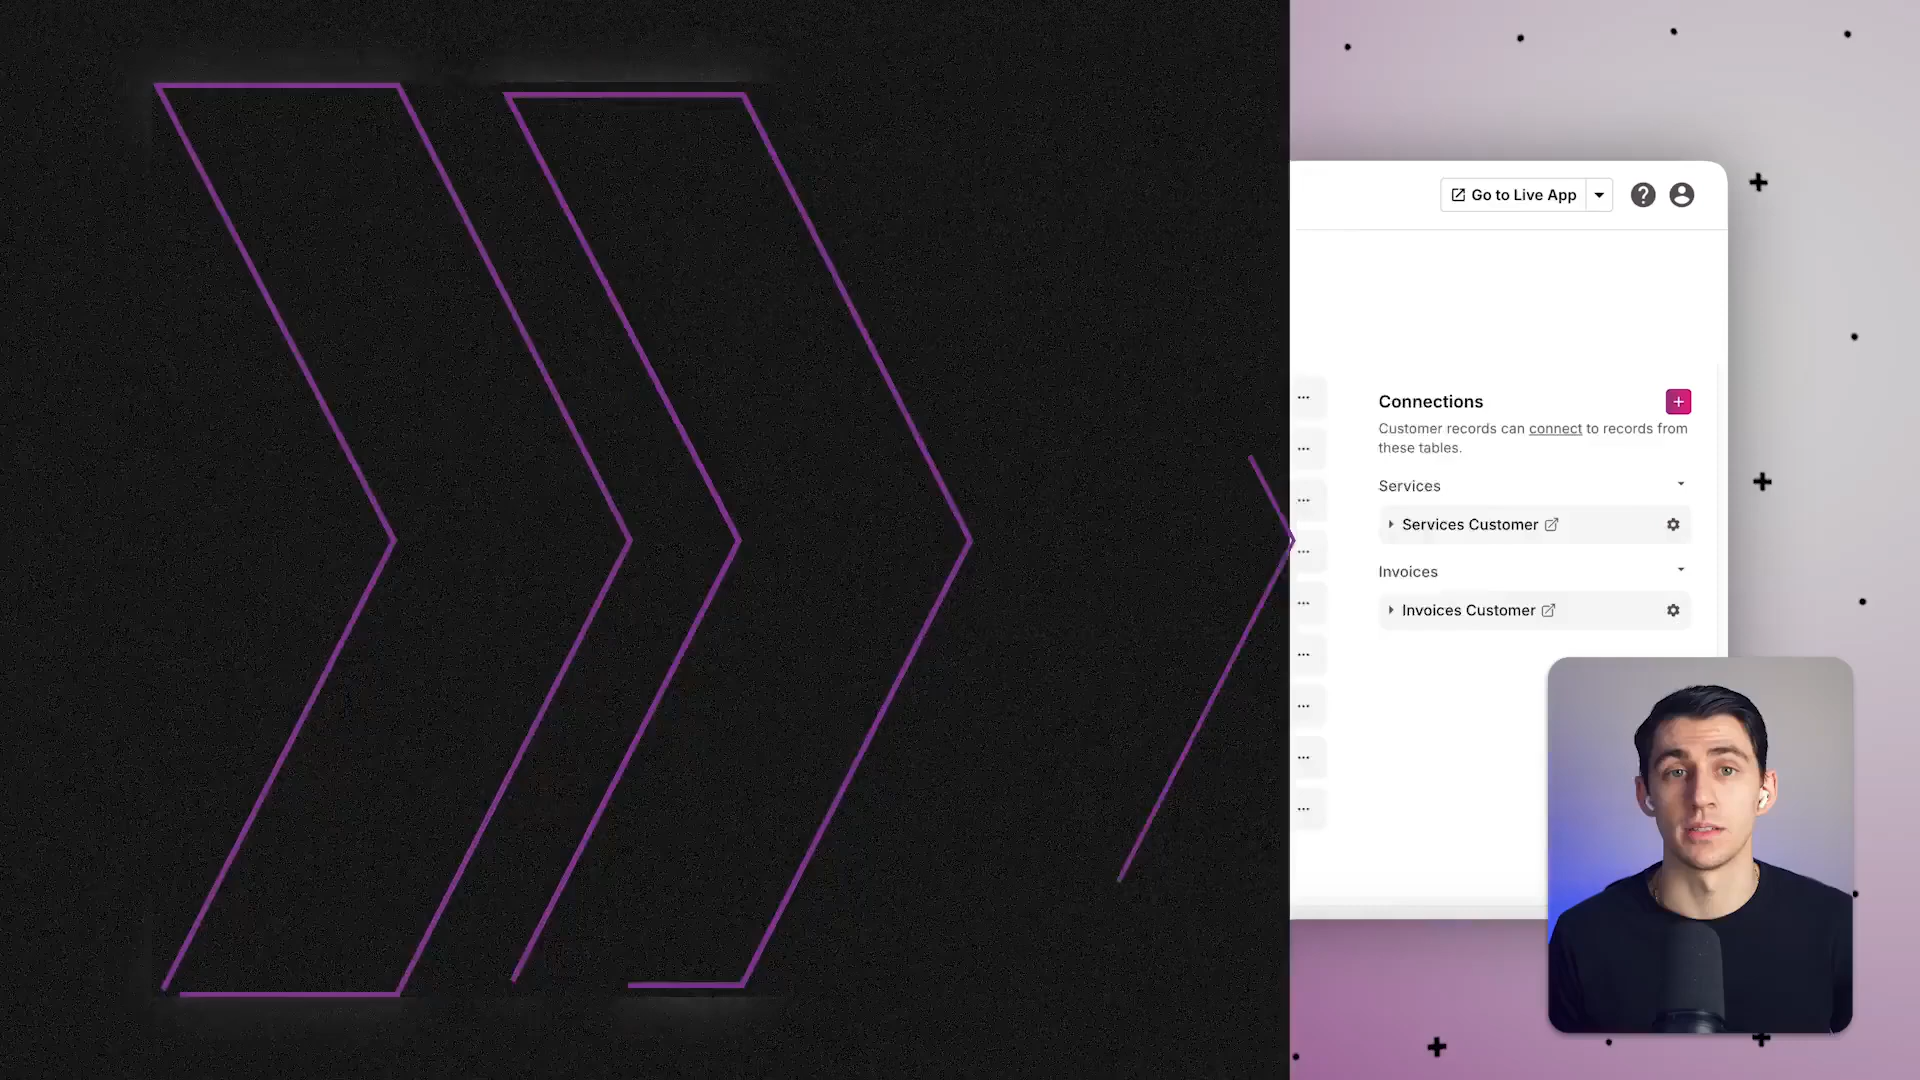 Go to Live App
Connections
Customer records can connect to records from
these tables.
Services
Services Customer
Invoices
Invoices Customer